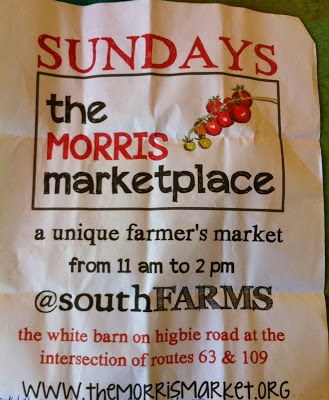 SUNDAYS
the
MORRIS
marketplace
a unique farmer's market
from 11 am to 2 pm
@southFARMS
the white barn on higbie road at the
intersection of routes 63 & 109
www.theMORRISmarket.org